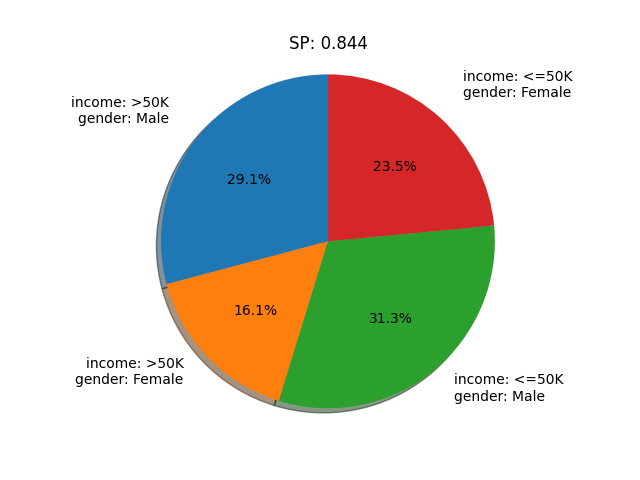 SP: 0.844
income: <=50K
gender: Female
income: >50K
gender: Male
29.1%
23.5%
16.1%
31.3%
income: >50K
gender: Female
income: <=50K
gender: Male